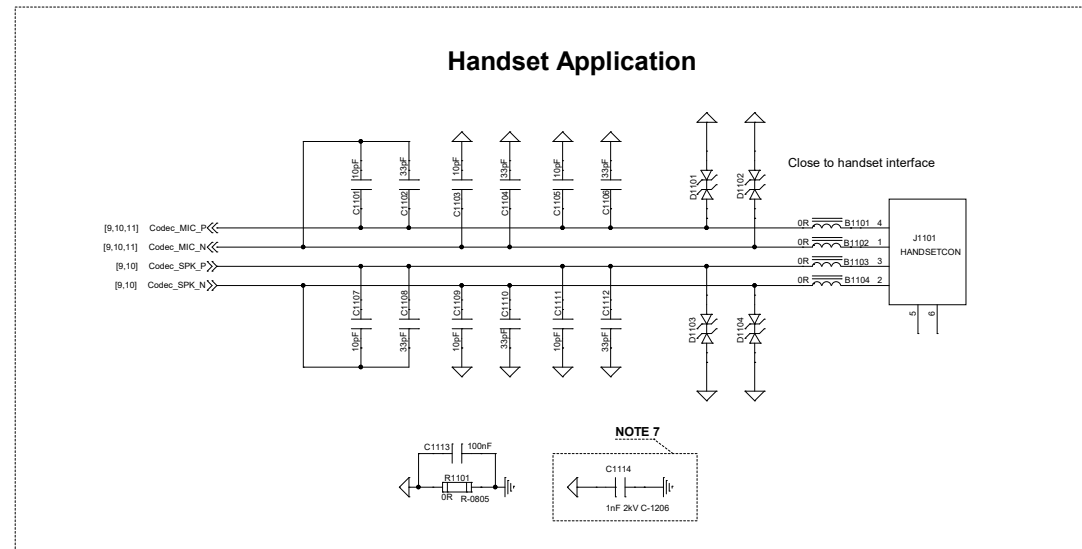 Handset Application
10pF
33pF
10pF
33pF
10pF
33pF
C1101
C1102
C1103
C1104
C1105
C1106
D1101
D1102
Close to handset interface
[9,10,11] Codec_MIC_P
0R B1101 4
[9,10,11] Codec_MIC_N
0R B1102 1
[9,10] Codec_SPK_P
0R B1103 3
[9,10] Codec_SPK_N
0R B1104 2
J1101
HANDSETCON
5
6
C1107
C1108
C1109
C1110
C1111
C1112
10pF
33pF
10pF
33pF
10pF
33pF
D1103
D1104
C1113 100nF
R1101
0R R-0805
NOTE 7
C1114
1nF 2kV C-1206